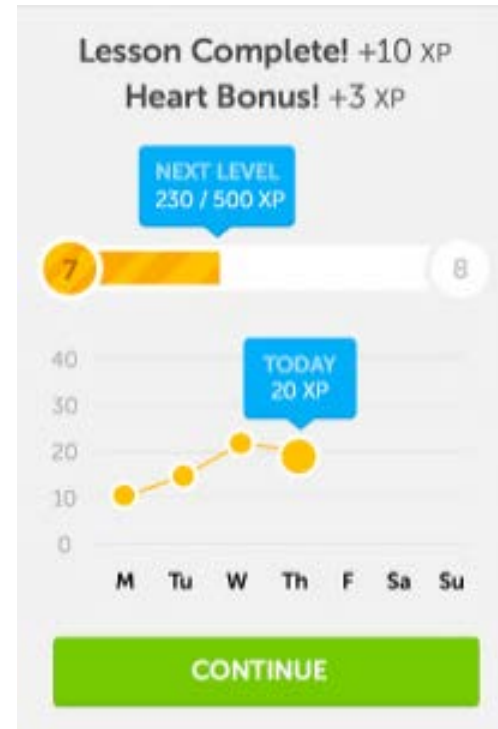 Lesson Complete! +10 XP
Heart Bonus! +3 XP
NEXT LEVEL
230 / 500 XP
7 8
40
TODAY
20 XP
30
20
10
0
M Tu W Th F Sa Su
CONTINUE